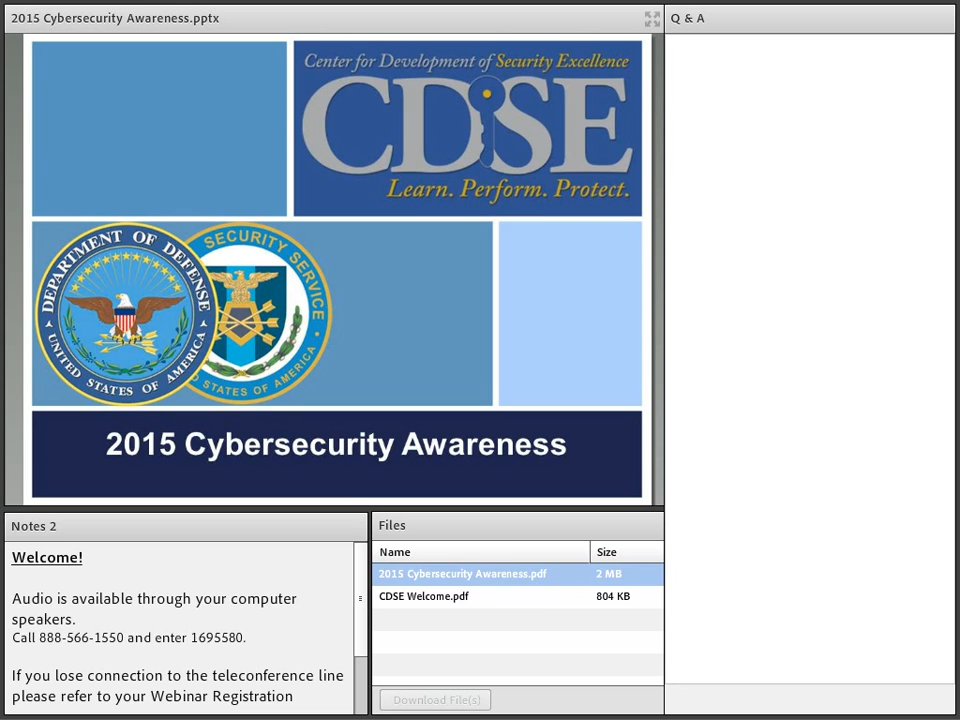 2015 Cybersecurity Awareness.pptx
Q & A
Center for Development of Security Excellence
CDSE
Learn. Perform. Protect.
DEPARTMENT OF DEFENSE
UNITED STATES OF AMERICA
SECURITY SERVICE
STATES OF AMERICA
2015 Cybersecurity Awareness
Notes 2
Welcome!
Audio is available through your computer
speakers.
Call 888-566-1550 and enter 1695580.
If you lose connection to the teleconference line
please refer to your Webinar Registration
Files
Name Size
2015 Cybersecurity Awareness.pdf 2 MB
CDSE Welcome.pdf 804 KB
Download File(s)